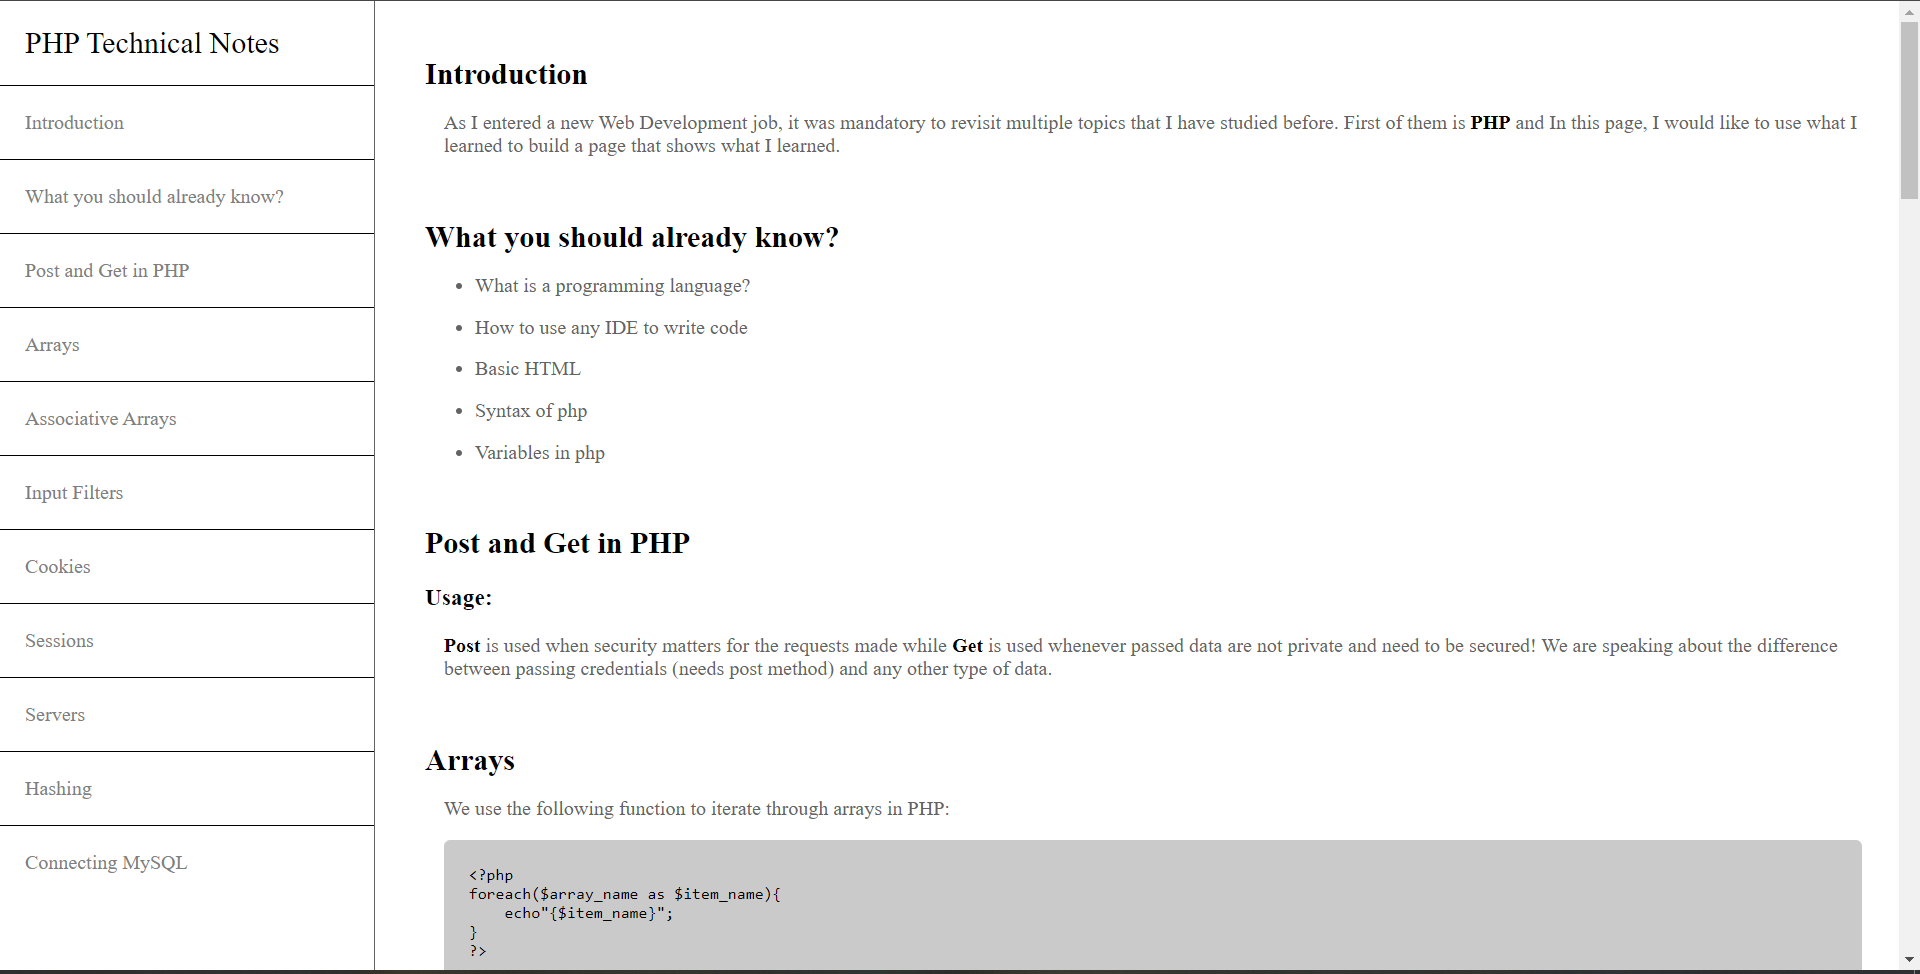 PHP Technical Notes
Introduction
What you should already know?
Post and Get in PHP
Arrays
Associative Arrays
Input Filters
Cookies
Sessions
Servers
Hashing
Connecting MySQL
Introduction
As I entered a new Web Development job, it was mandatory to revisit multiple topics that I have studied before. First of them is PHP and In this page, I would like to use what I
learned to build a page that shows what I learned.
What you should already know?
• What is a programming language?
• How to use any IDE to write code
• Basic HTML
• Syntax of php
• Variables in php
Post and Get in PHP
Usage:
Post is used when security matters for the requests made while Get is used whenever passed data are not private and need to be secured! We are speaking about the difference
between passing credentials (needs post method) and any other type of data.
Arrays
We use the following function to iterate through arrays in PHP:
<?php
foreach($array_name as $item_name){
    echo"{$item_name}";
}
?>